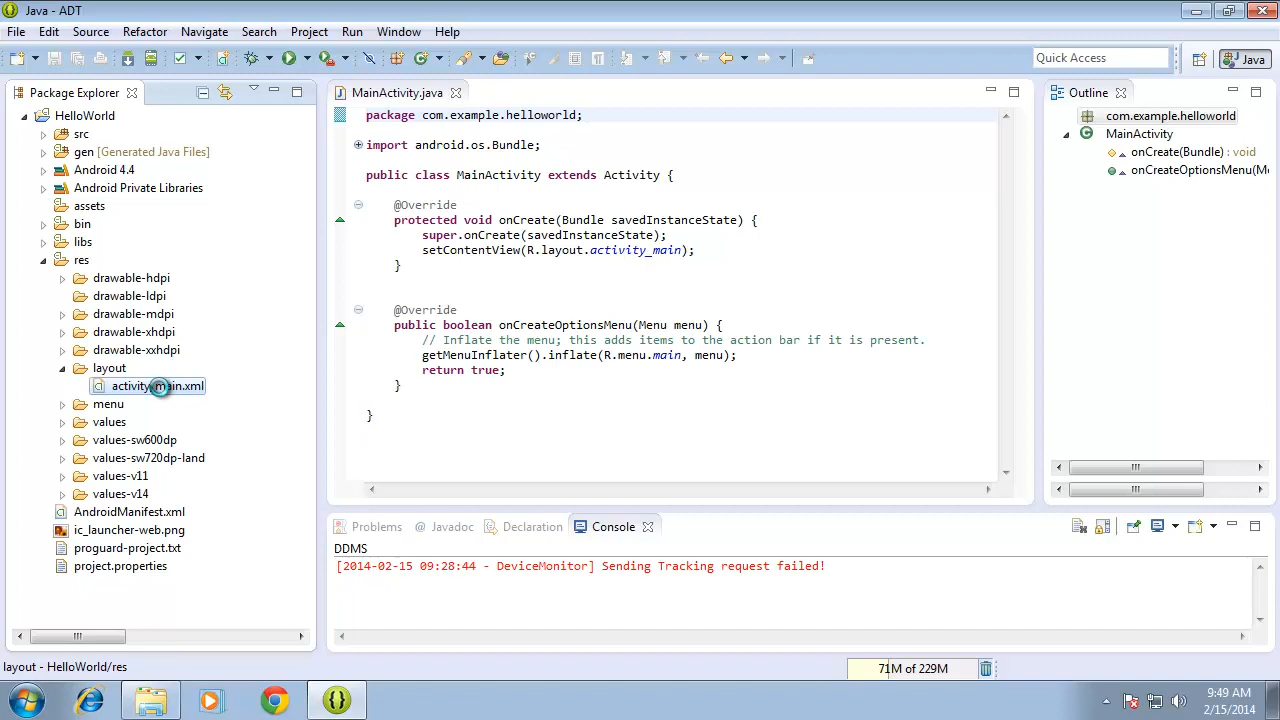 Java - ADT
File Edit Source Refactor Navigate Search Project Run Window Help
Quick Access
Java
Package Explorer
HelloWorld
src
gen [Generated Java Files]
Android 4.4
Android Private Libraries
assets
bin
libs
res
drawable-hdpi
drawable-ldpi
drawable-mdpi
drawable-xhdpi
drawable-xxhdpi
layout
activity_main.xml
menu
values
values-sw600dp
values-sw720dp-land
values-v11
values-v14
AndroidManifest.xml
ic_launcher-web.png
proguard-project.txt
project.properties
MainActivity.java
package com.example.helloworld;
import android.os.Bundle;
public class MainActivity extends Activity {
@Override
protected void onCreate(Bundle savedInstanceState) {
super.onCreate(savedInstanceState);
setContentView(R.layout.activity_main);
}
@Override
public boolean onCreateOptionsMenu(Menu menu) {
// Inflate the menu; this adds items to the action bar if it is present.
getMenuInflater().inflate(R.menu.main, menu);
return true;
}
}
Outline
com.example.helloworld
MainActivity
onCreate(Bundle) : void
onCreateOptionsMenu(Me
Problems @ Javadoc Declaration Console
DDMS
[2014-02-15 09:28:44 - DeviceMonitor] Sending Tracking request failed!
layout - HelloWorld/res
71M of 229M
9:49 AM
2/15/2014